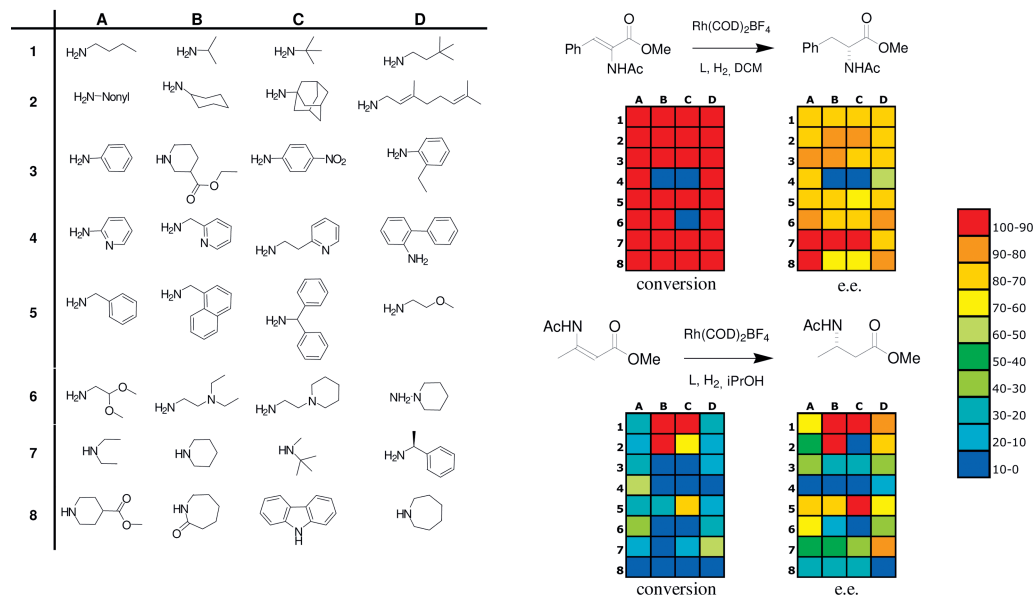 A B C D
1 H₂N H₂N H₂N H₂N
2 H₂N–Nonyl H₂N H₂N H₂N
3 H₂N HN O O H₂N NO₂ H₂N
4 H₂N N H₂N N H₂N N NH₂
5 H₂N H₂N H₂N H₂N O
6 H₂N O O H₂N N H₂N N NH₂N
7 HN HN HN H₂N
8 HN O O HN O N H HN
Ph O OMe NHAc
Rh(COD)₂BF₄
L, H₂, DCM
Ph O OMe NHAc
A B C D
1
2
3
4
5
6
7
8
conversion
A B C D
1
2
3
4
5
6
7
8
e.e.
AcHN O OMe
Rh(COD)₂BF₄
L, H₂, iPrOH
AcHN O OMe
A B C D
1
2
3
4
5
6
7
8
conversion
A B C D
1
2
3
4
5
6
7
8
e.e.
100-90
90-80
80-70
70-60
60-50
50-40
40-30
30-20
20-10
10-0